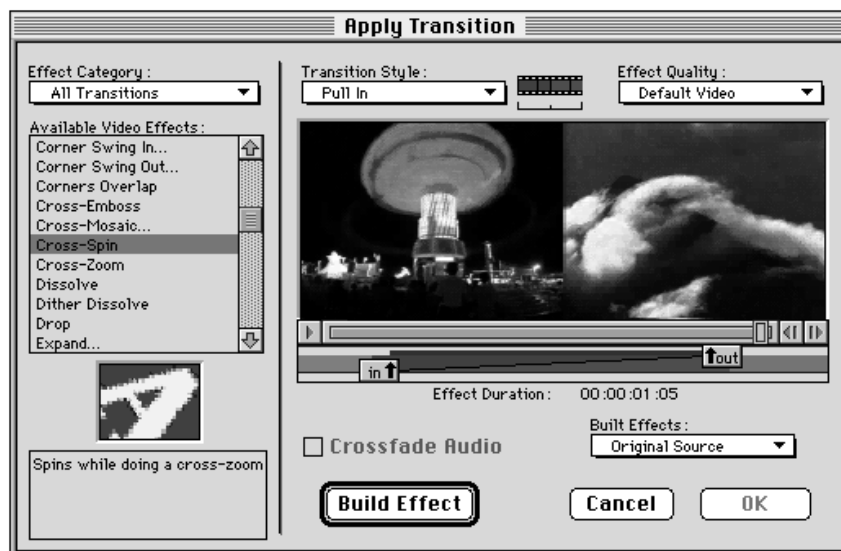 Apply Transition
Effect Category :
All Transitions
Available Video Effects :
Corner Swing In...
Corner Swing Out...
Corners Overlap
Cross-Emboss
Cross-Mosaic...
Cross-Spin
Cross-Zoom
Dissolve
Dither Dissolve
Drop
Expand...
Spins while doing a cross-zoom
Transition Style :
Pull In
Effect Quality :
Default Video
in
out
Effect Duration : 00:00:01:05
Crossfade Audio
Built Effects :
Original Source
Build Effect
Cancel
OK